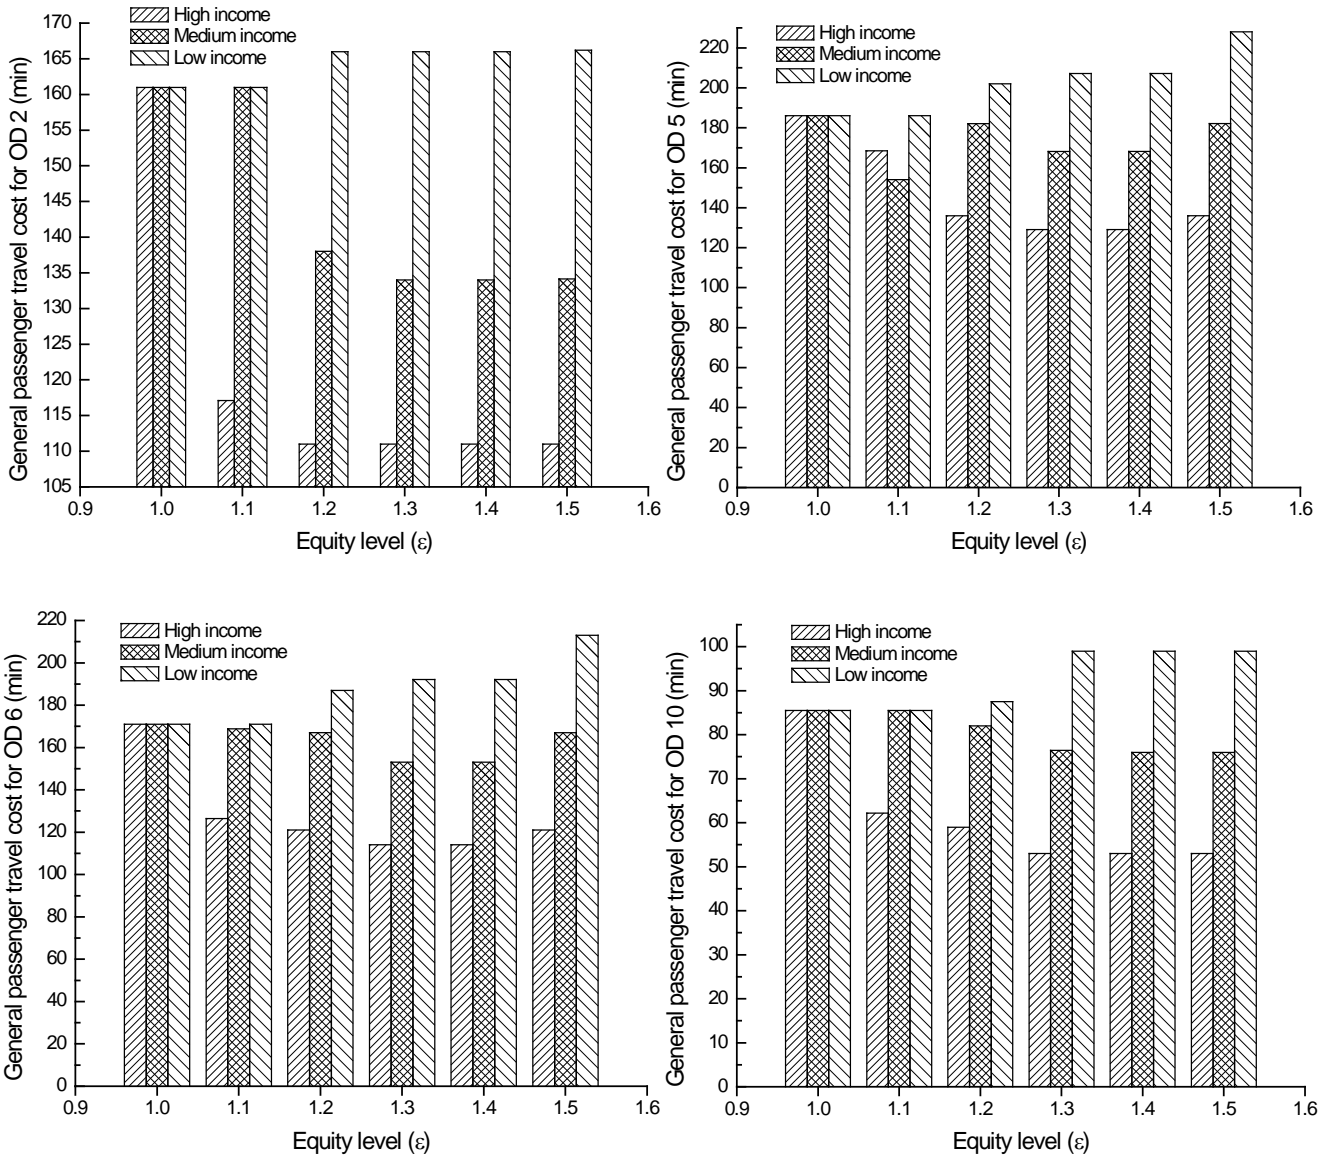 General passenger travel cost for OD 2 (min)
170
165
160
155
150
145
140
135
130
125
120
115
110
105
High income
Medium income
Low income
0.9 1.0 1.1 1.2 1.3 1.4 1.5 1.6
Equity level (ε)
General passenger travel cost for OD 5 (min)
220
200
180
160
140
120
100
80
60
40
20
0
High income
Medium income
Low income
0.9 1.0 1.1 1.2 1.3 1.4 1.5 1.6
Equity level (ε)
General passenger travel cost for OD 6 (min)
220
200
180
160
140
120
100
80
60
40
20
0
High income
Medium income
Low income
0.9 1.0 1.1 1.2 1.3 1.4 1.5 1.6
Equity level (ε)
General passenger travel cost for OD 10 (min)
100
90
80
70
60
50
40
30
20
10
0
High income
Medium income
Low income
0.9 1.0 1.1 1.2 1.3 1.4 1.5 1.6
Equity level (ε)